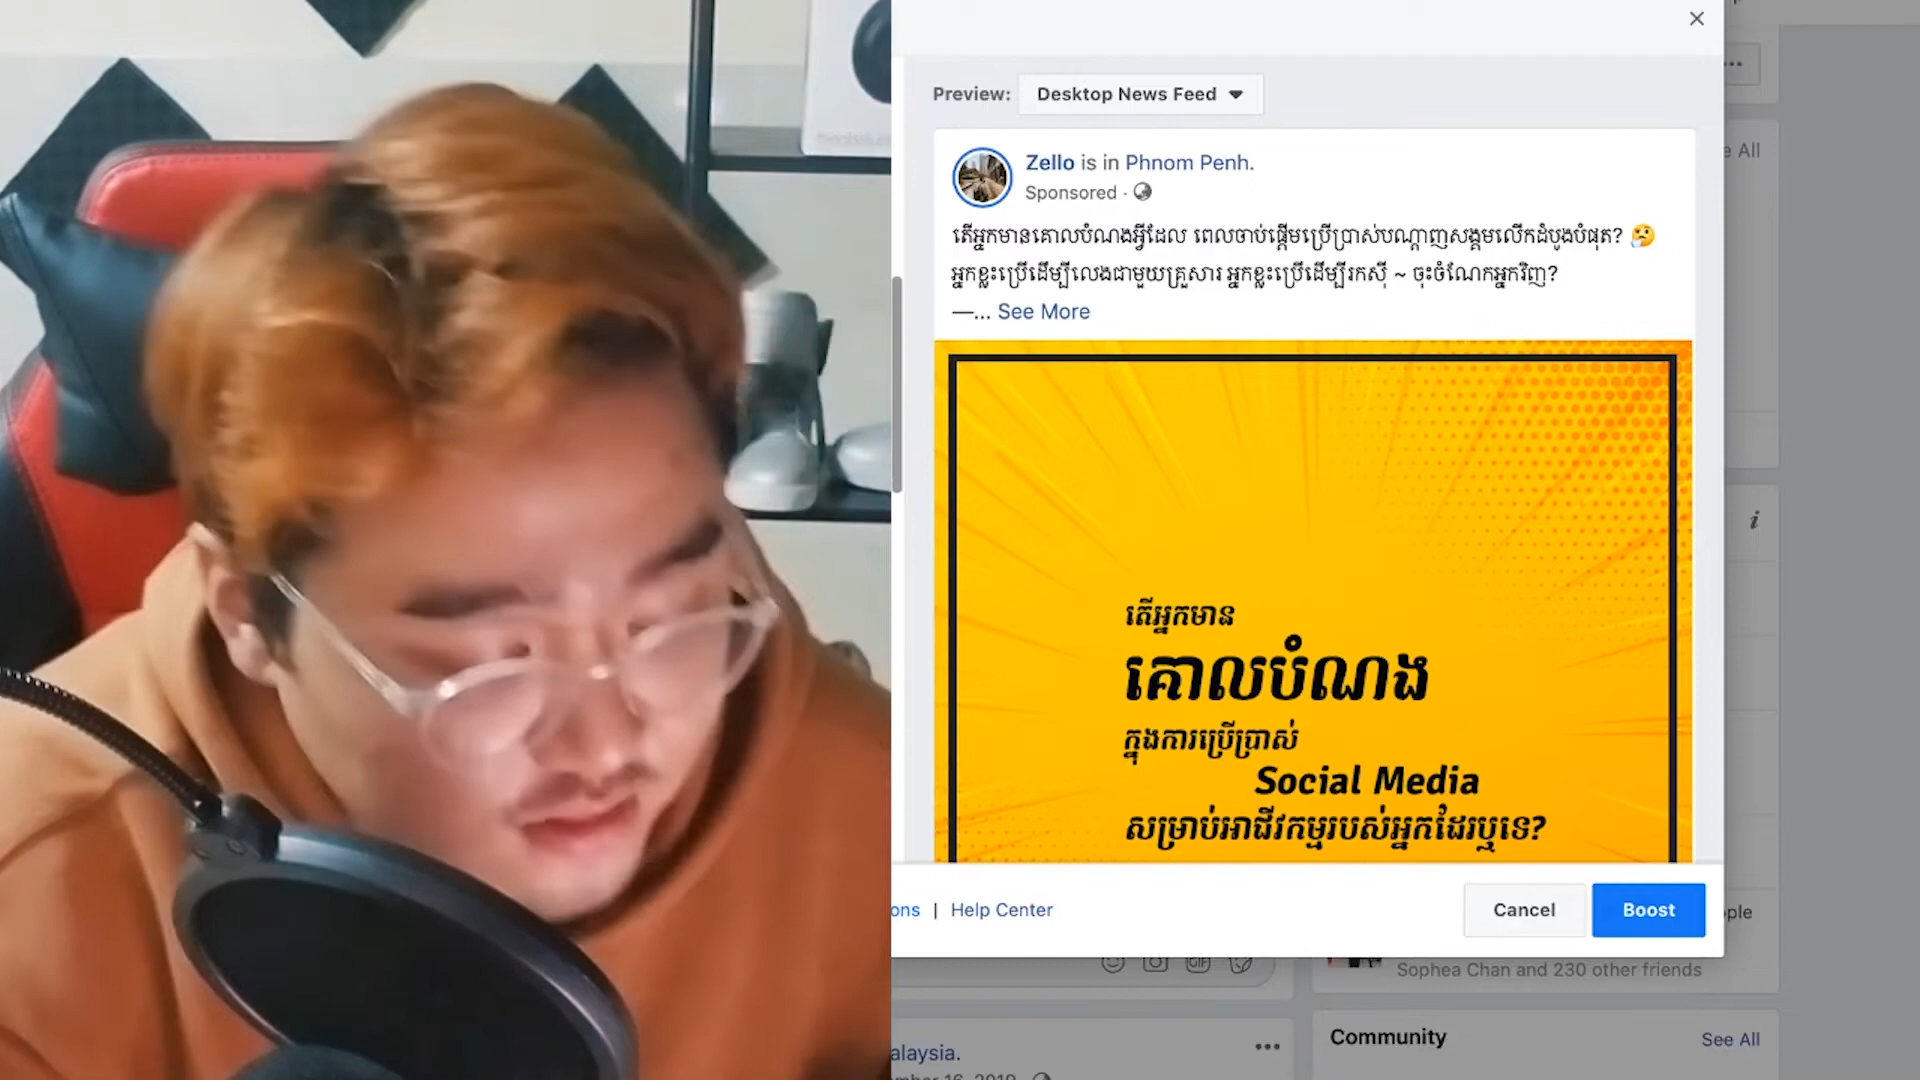 Preview: Desktop News Feed
Zello is in Phnom Penh.
Sponsored ·
តើអ្នកមានគោលបំណងអ្វីដែល ពេលចាប់ផ្ដើមប្រើប្រាស់បណ្ដាញសង្គមលើកដំបូងបំផុត? 🤔
អ្នកខ្លះប្រើដើម្បីលេងជាមួយគ្រួសារ អ្នកខ្លះប្រើដើម្បីរកស៊ី ~ ចុះចំណែកអ្នកវិញ?
—... See More
តើអ្នកមាន
គោលបំណង
ក្នុងការប្រើប្រាស់
Social Media
សម្រាប់អាជីវកម្មរបស់អ្នកដែរឬទេ?
ons | Help Center
Cancel
Boost
Sophea Chan and 230 other friends
Community
See All
alaysia.